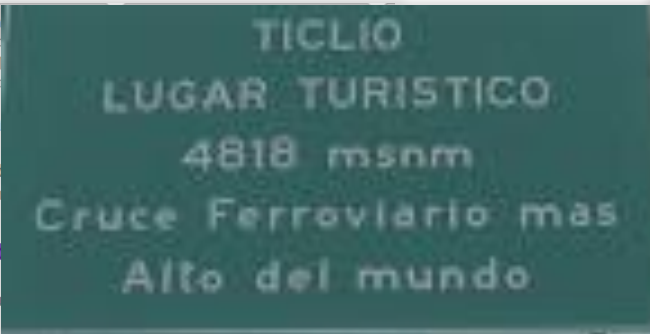 TICLIO
LUGAR TURISTICO
4818 msnm
Cruce Ferroviario mas
Alto del mundo